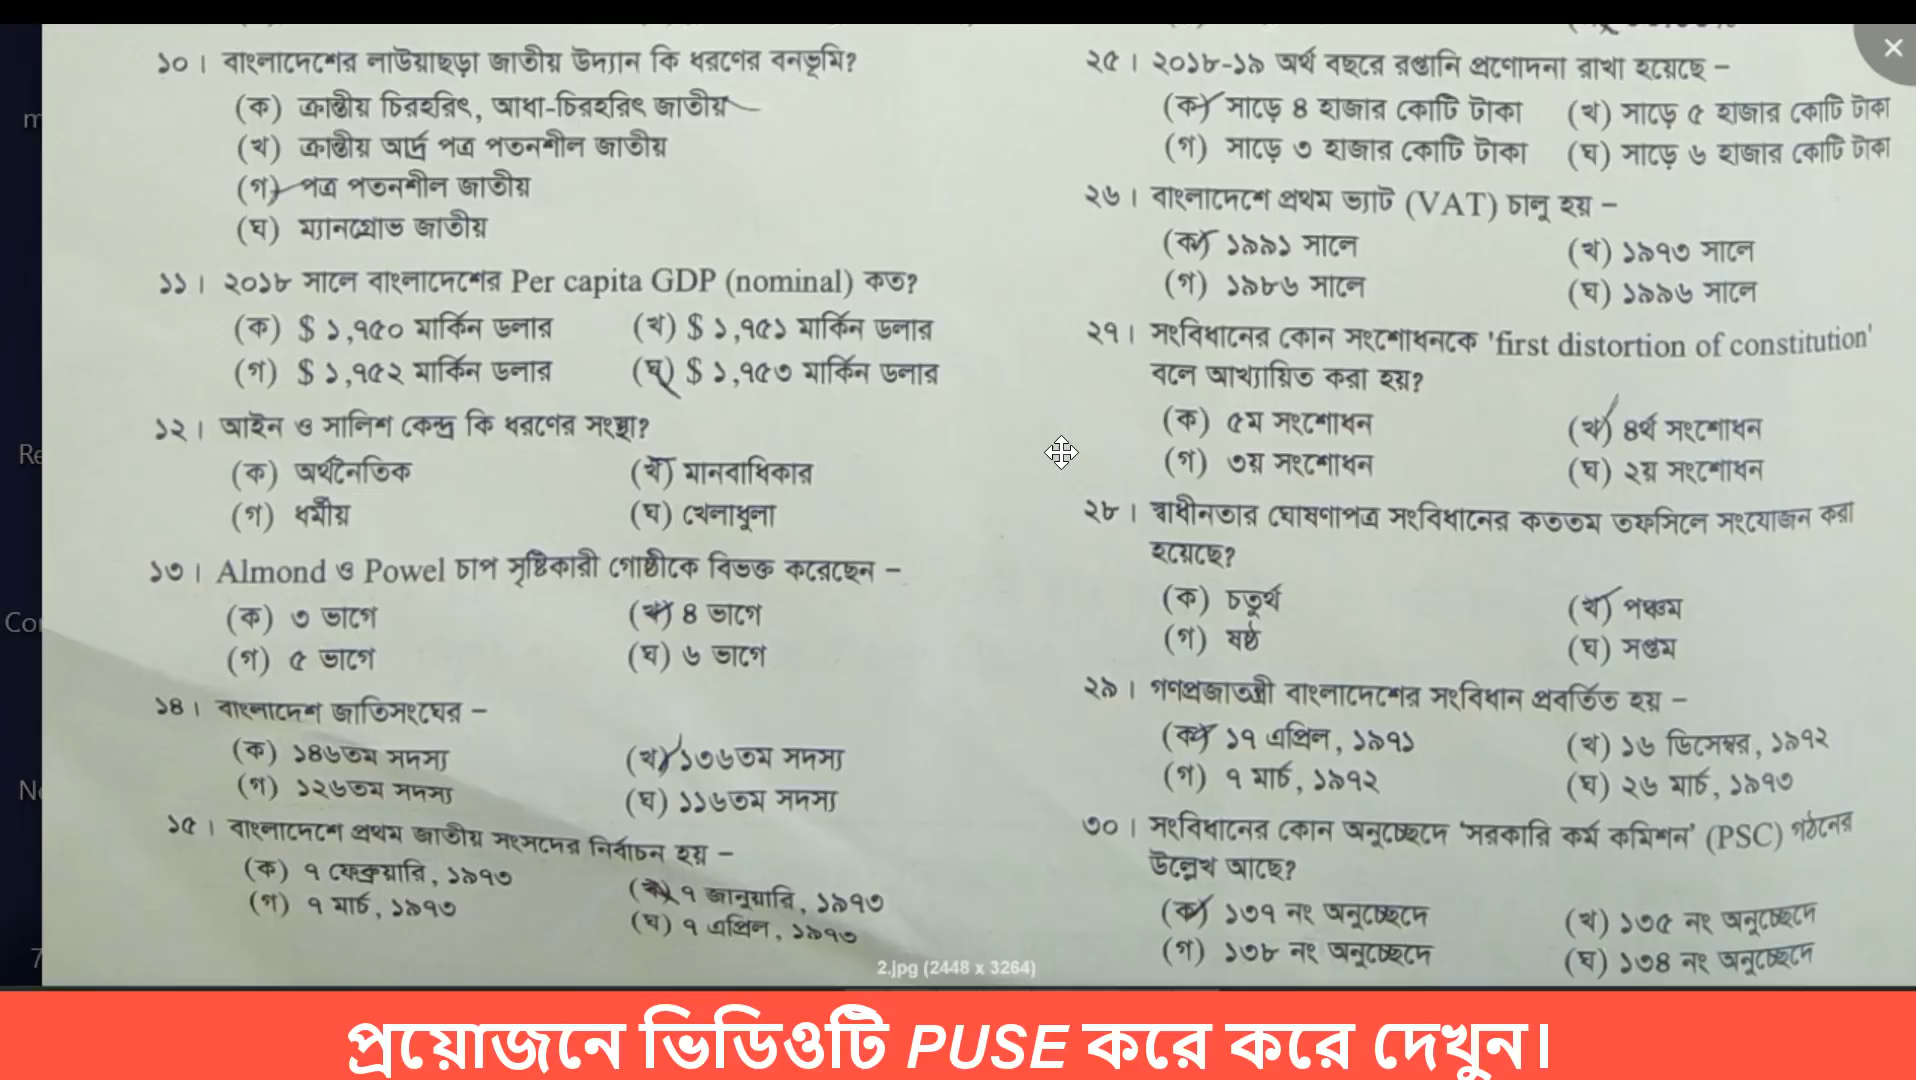 ১০। বাংলাদেশের লাউয়াছড়া জাতীয় উদ্যান কি ধরণের বনভূমি?
(ক) ক্রান্তীয় চিরহরিৎ, আধা-চিরহরিৎ জাতীয়
(খ) ক্রান্তীয় আর্দ্র পত্র পতনশীল জাতীয়
(গ) পত্র পতনশীল জাতীয়
(ঘ) ম্যানগ্রোভ জাতীয়
১১। ২০১৮ সালে বাংলাদেশের Per capita GDP (nominal) কত?
(ক) $ ১,৭৫০ মার্কিন ডলার (খ) $ ১,৭৫১ মার্কিন ডলার
(গ) $ ১,৭৫২ মার্কিন ডলার (ঘ) $ ১,৭৫৩ মার্কিন ডলার
১২। আইন ও সালিশ কেন্দ্র কি ধরণের সংস্থা?
(ক) অর্থনৈতিক (খ) মানবাধিকার
(গ) ধর্মীয় (ঘ) খেলাধুলা
১৩। Almond ও Powel চাপ সৃষ্টিকারী গোষ্ঠীকে বিভক্ত করেছেন –
(ক) ৩ ভাগে (খ) ৪ ভাগে
(গ) ৫ ভাগে (ঘ) ৬ ভাগে
১৪। বাংলাদেশ জাতিসংঘের –
(ক) ১৪৬তম সদস্য (খ) ১৩৬তম সদস্য
(গ) ১২৬তম সদস্য (ঘ) ১১৬তম সদস্য
১৫। বাংলাদেশে প্রথম জাতীয় সংসদের নির্বাচন হয় –
(ক) ৭ ফেব্রুয়ারি, ১৯৭৩ (খ) ৭ জানুয়ারি, ১৯৭৩
(গ) ৭ মার্চ, ১৯৭৩ (ঘ) ৭ এপ্রিল, ১৯৭৩
২৫। ২০১৮-১৯ অর্থ বছরে রপ্তানি প্রণোদনা রাখা হয়েছে –
(ক) সাড়ে ৪ হাজার কোটি টাকা (খ) সাড়ে ৫ হাজার কোটি টাকা
(গ) সাড়ে ৩ হাজার কোটি টাকা (ঘ) সাড়ে ৬ হাজার কোটি টাকা
২৬। বাংলাদেশে প্রথম ভ্যাট (VAT) চালু হয় –
(ক) ১৯৯১ সালে (খ) ১৯৭৩ সালে
(গ) ১৯৮৬ সালে (ঘ) ১৯৯৬ সালে
২৭। সংবিধানের কোন সংশোধনকে 'first distortion of constitution'
বলে আখ্যায়িত করা হয়?
(ক) ৫ম সংশোধন (খ) ৪র্থ সংশোধন
(গ) ৩য় সংশোধন (ঘ) ২য় সংশোধন
২৮। স্বাধীনতার ঘোষণাপত্র সংবিধানের কততম তফসিলে সংযোজন করা
হয়েছে?
(ক) চতুর্থ (খ) পঞ্চম
(গ) ষষ্ঠ (ঘ) সপ্তম
২৯। গণপ্রজাতন্ত্রী বাংলাদেশের সংবিধান প্রবর্তিত হয় –
(ক) ১৭ এপ্রিল, ১৯৭১ (খ) ১৬ ডিসেম্বর, ১৯৭২
(গ) ৭ মার্চ, ১৯৭২ (ঘ) ২৬ মার্চ, ১৯৭৩
৩০। সংবিধানের কোন অনুচ্ছেদে 'সরকারি কর্ম কমিশন' (PSC) গঠনের
উল্লেখ আছে?
(ক) ১৩৭ নং অনুচ্ছেদে (খ) ১৩৫ নং অনুচ্ছেদে
(গ) ১৩৮ নং অনুচ্ছেদে (ঘ) ১৩৪ নং অনুচ্ছেদে
2.jpg (2448 x 3264)
প্রয়োজনে ভিডিওটি PUSE করে করে দেখুন।